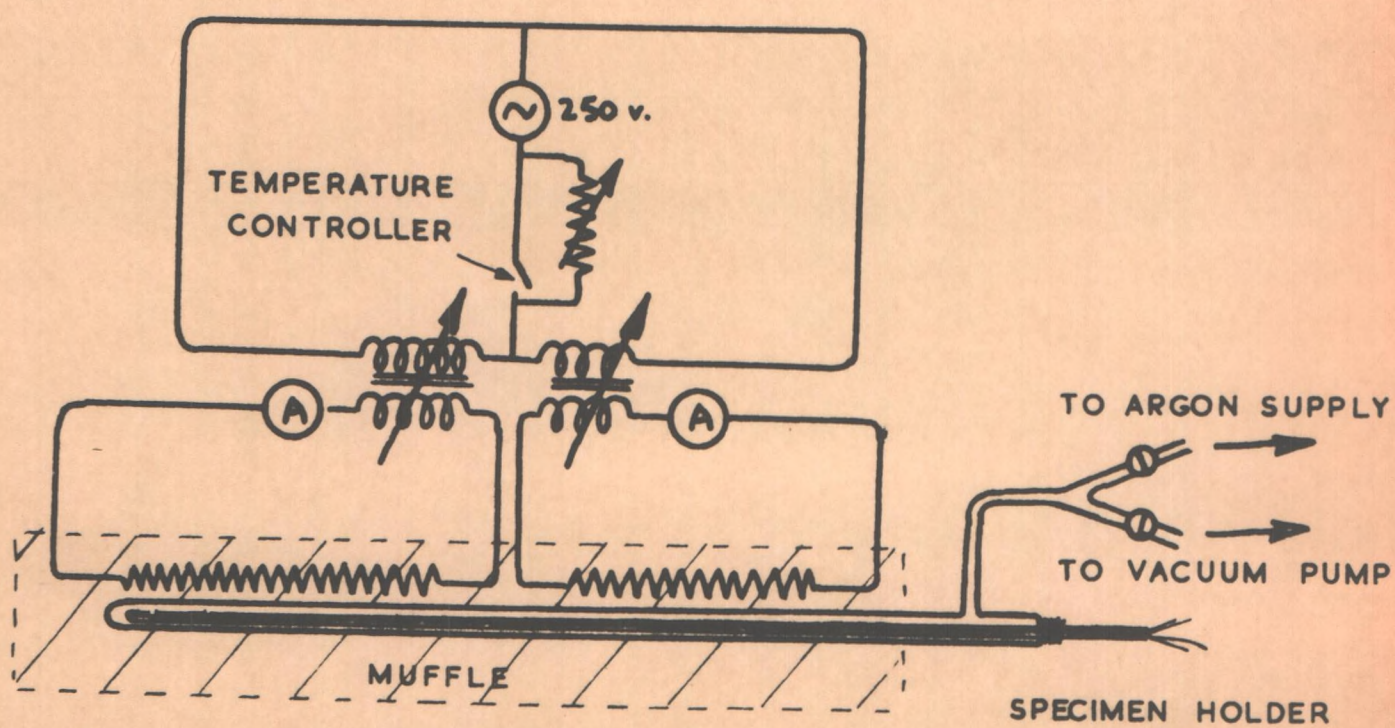 250 v.
TEMPERATURE
CONTROLLER
A
A
TO ARGON SUPPLY
TO VACUUM PUMP
MUFFLE
SPECIMEN HOLDER